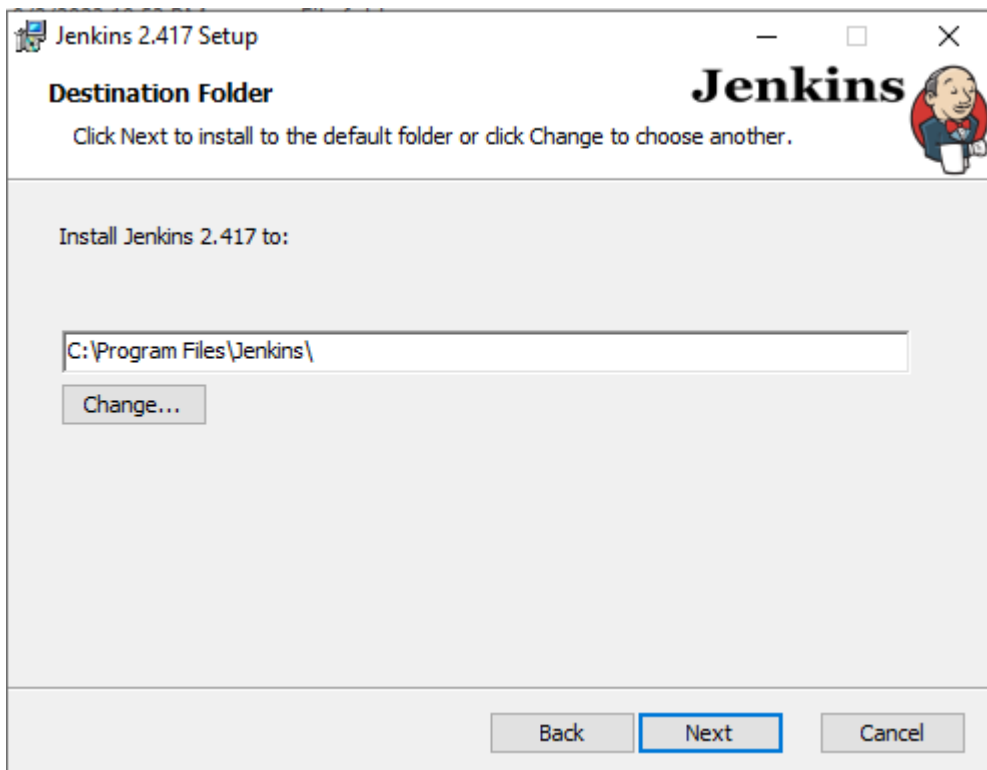 Jenkins 2.417 Setup
Jenkins
Destination Folder
Click Next to install to the default folder or click Change to choose another.
Install Jenkins 2.417 to:
C:\Program Files\Jenkins\
Change...
Back
Next
Cancel